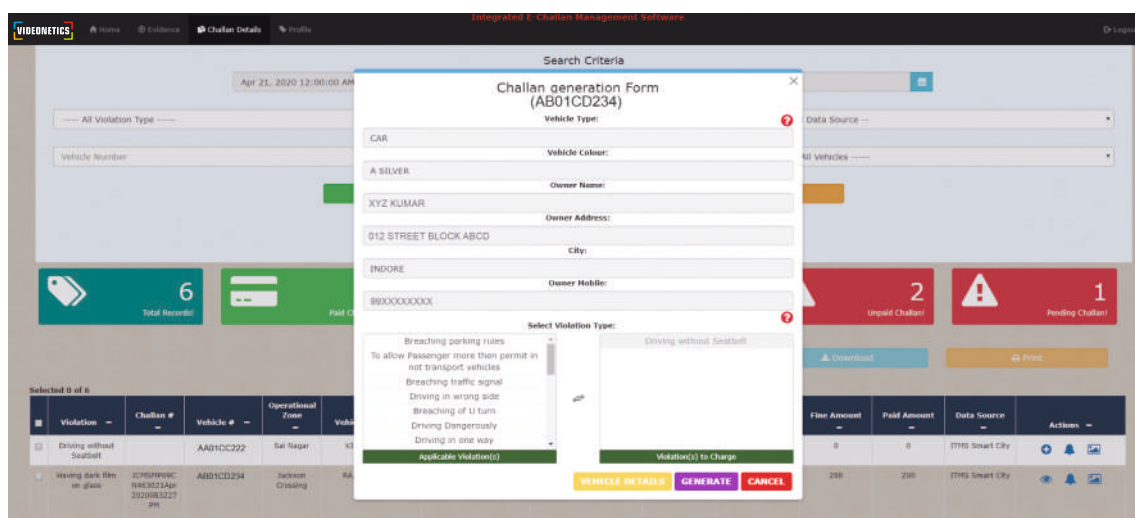 Integrated E-Challan Management Software
VIDEONETICS
Home
Evidence
Challan Details
Profile
Search Criteria
Apr 21, 2020 12:00:00 AM
---- All Violation Type ----
Data Source --
Vehicle Number
All Vehicles -----
×
Challan generation Form
(AB01CD234)
Vehicle Type:
CAR
Vehicle Colour:
A SILVER
Owner Name:
XYZ KUMAR
Owner Address:
012 STREET BLOCK ABCD
City:
INDORE
Owner Mobile:
99XXXXXXXX
Select Violation Type:
Breaching parking rules
To allow Passenger more then permit in
not transport vehicles
Breaching traffic signal
Driving in wrong side
Breaching of U turn
Driving Dangerously
Driving in one way
Applicable Violation(s)
Driving without Seatbelt
Violation(s) to Charge
VEHICLE DETAILS
GENERATE
CANCEL
6
Total Records!
Paid
2
Unpaid Challan!
1
Pending Challan!
Download
Print
Selected 0 of 6
Violation
Challan #
Vehicle #
Operational
Zone
Fine Amount
Paid Amount
Data Source
Actions
Driving without
Seatbelt
AA01CC222
Sai Nagar
0
0
ITMS Smart City
Having dark film
on glass
AB01CD234
Jackson
Crossing
200
200
ITMS Smart City
PM